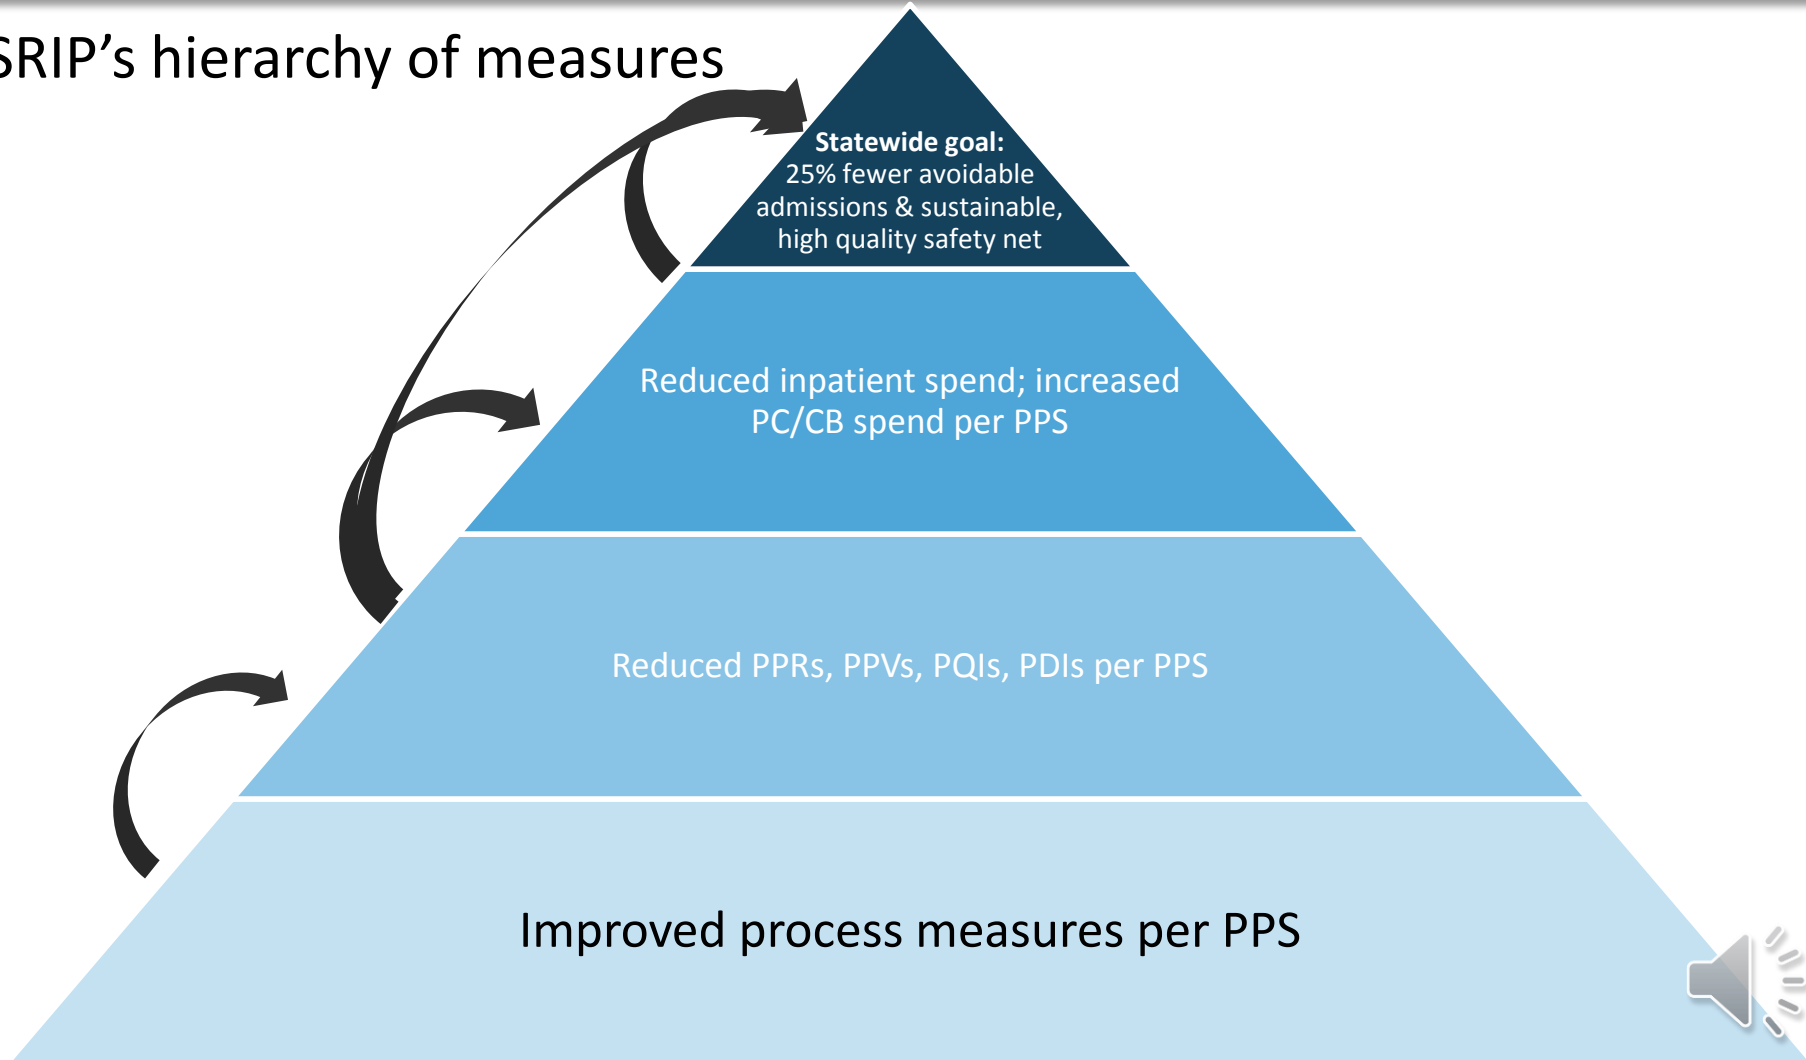 SRIP’s hierarchy of measures
Statewide goal:
25% fewer avoidable
admissions & sustainable,
high quality safety net
Reduced inpatient spend; increased
PC/CB spend per PPS
Reduced PPRs, PPVs, PQIs, PDIs per PPS
Improved process measures per PPS